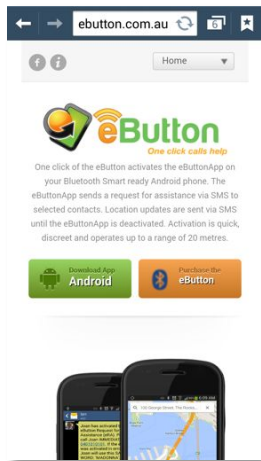 ebutton.com.au
6
Home
eButton
One click calls help
One click of the eButton activates the eButtonApp on
your Bluetooth Smart ready Android phone. The
eButtonApp sends a request for assistance via SMS to
selected contacts. Location updates are sent via SMS
until the eButtonApp is deactivated. Activation is quick,
discreet and operates up to a range of 20 metres.
Download App
Android
Purchase the
eButton